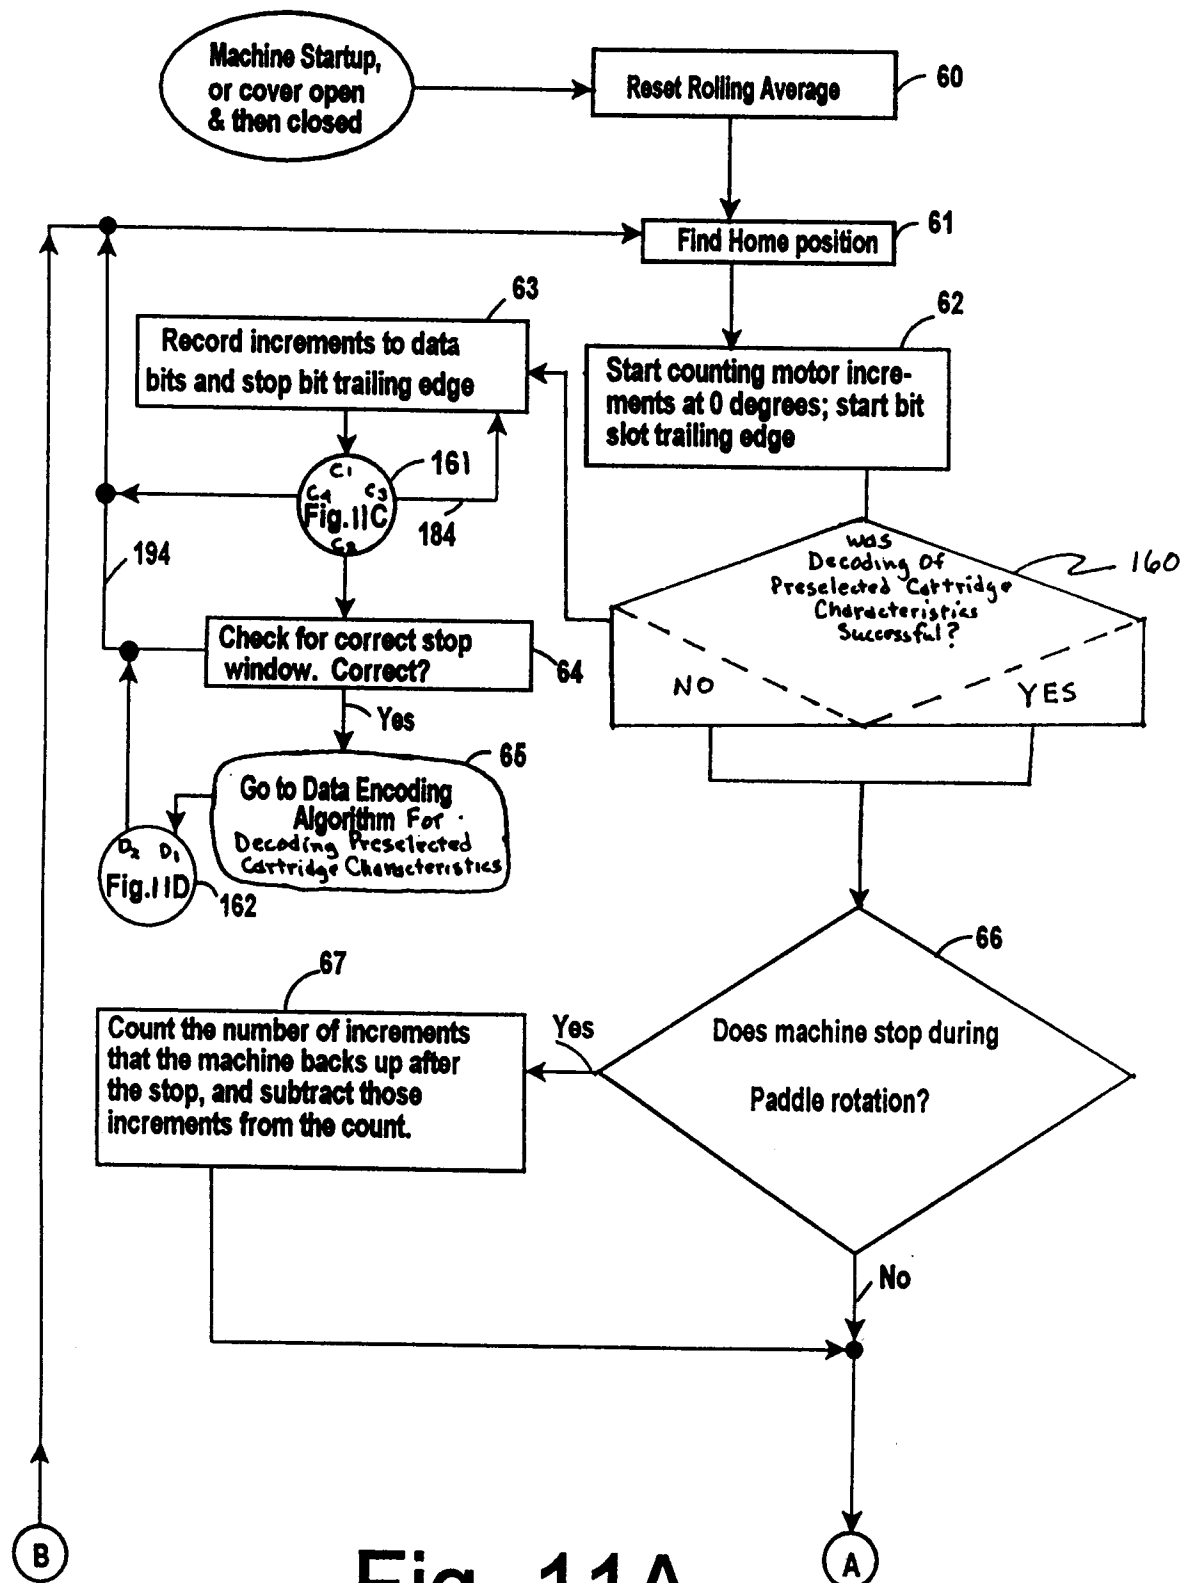 Machine Startup,
or cover open
& then closed
Reset Rolling Average
60
Find Home position
61
62
Start counting motor incre-
ments at 0 degrees; start bit
slot trailing edge
63
Record increments to data
bits and stop bit trailing edge
C1
C4 C3
Fig.11C
C2
161
184
194
was
Decoding Of
Preselected Cartridge
Characteristics
Successful?
160
NO
YES
Check for correct stop
window. Correct?
64
Yes
65
Go to Data Encoding
Algorithm For
Decoding Preselected
Cartridge Characteristics
D2 D1
Fig.11D
162
66
Does machine stop during
Paddle rotation?
Yes
67
Count the number of increments
that the machine backs up after
the stop, and subtract those
increments from the count.
No
B
A
Fig. 11A